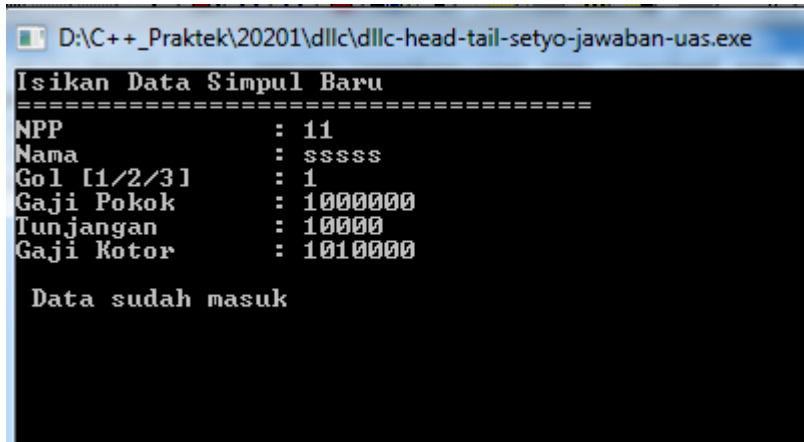 D:\C++_Praktek\20201\dllc\dllc-head-tail-setyo-jawaban-uas.exe
Isikan Data Simpul Baru
====================================
NPP : 11
Nama : sssss
Gol [1/2/3] : 1
Gaji Pokok : 1000000
Tunjangan : 10000
Gaji Kotor : 1010000
Data sudah masuk